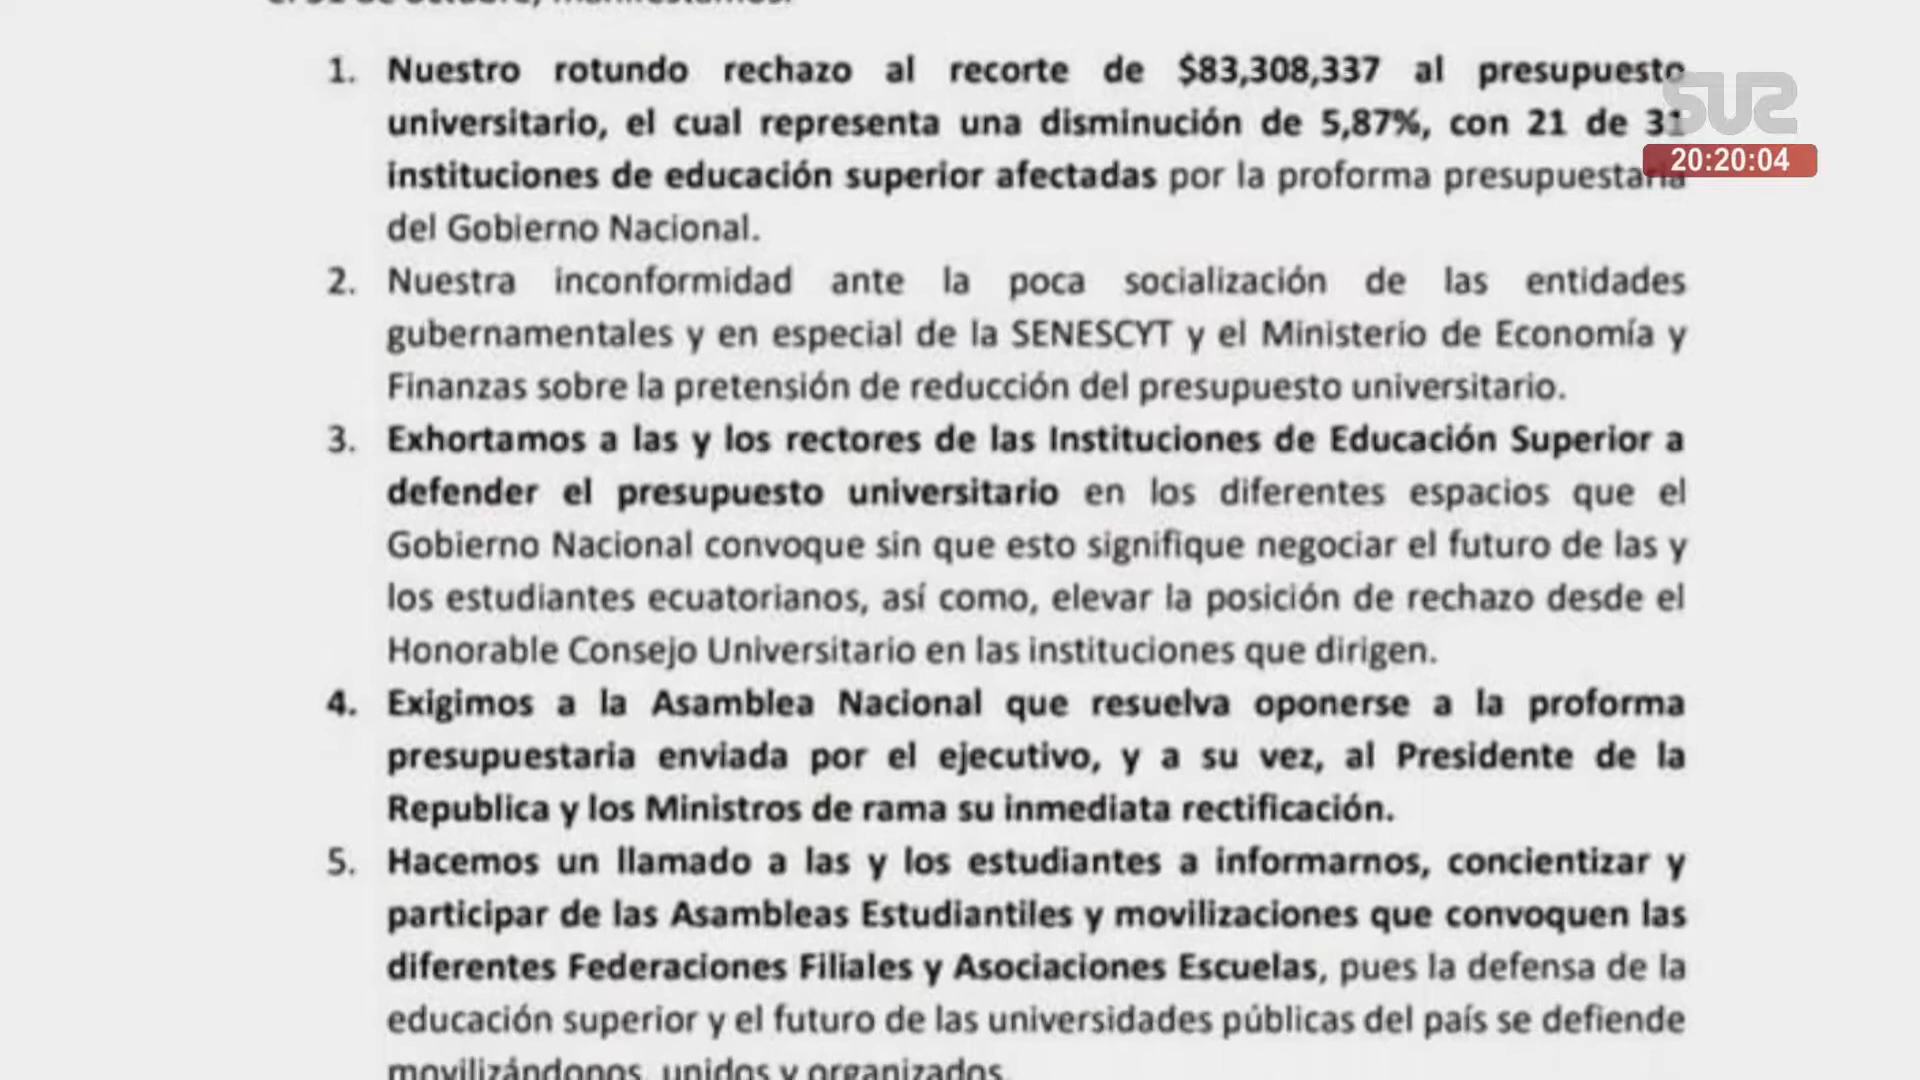 el 31 de octubre, manifestamos:
1. Nuestro rotundo rechazo al recorte de $83,308,337 al presupuesto
universitario, el cual representa una disminución de 5,87%, con 21 de 31
instituciones de educación superior afectadas por la proforma presupuestaria
del Gobierno Nacional.
2. Nuestra inconformidad ante la poca socialización de las entidades
gubernamentales y en especial de la SENESCYT y el Ministerio de Economía y
Finanzas sobre la pretensión de reducción del presupuesto universitario.
3. Exhortamos a las y los rectores de las Instituciones de Educación Superior a
defender el presupuesto universitario en los diferentes espacios que el
Gobierno Nacional convoque sin que esto signifique negociar el futuro de las y
los estudiantes ecuatorianos, así como, elevar la posición de rechazo desde el
Honorable Consejo Universitario en las instituciones que dirigen.
4. Exigimos a la Asamblea Nacional que resuelva oponerse a la proforma
presupuestaria enviada por el ejecutivo, y a su vez, al Presidente de la
Republica y los Ministros de rama su inmediata rectificación.
5. Hacemos un llamado a las y los estudiantes a informarnos, concientizar y
participar de las Asambleas Estudiantiles y movilizaciones que convoquen las
diferentes Federaciones Filiales y Asociaciones Escuelas, pues la defensa de la
educación superior y el futuro de las universidades públicas del país se defiende
movilizándonos, unidos y organizados.
SUR
20:20:04